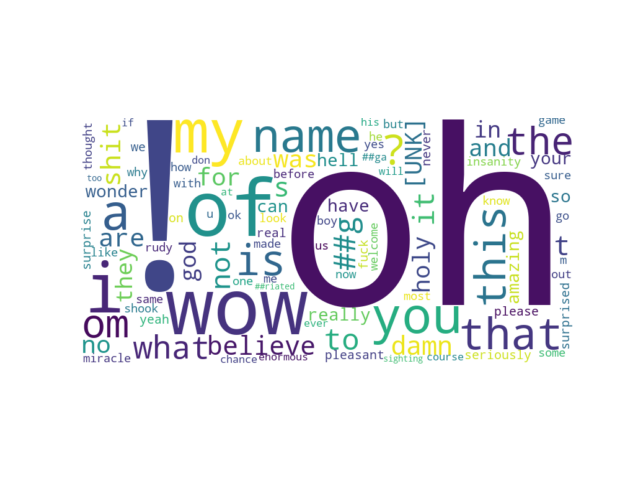 oh
!
wow
of
my
name
i
you
that
the
this
is
a
om
what
believe
to
no
are
they
shit
wonder
god
not
for
was
s
?
hell
can
have
##g
it
[UNK]
holy
in
and
your
so
t
amazing
damn
really
please
surprised
seriously
pleasant
enormous
chance
miracle
yeah
shook
same
rudy
surprise
like
thought
if
we
why
too
how
don
with
on
u
ok
at
about
look
before
real
made
one
me
##riated
ever
us
boy
now
fuck
welcome
yes
he
his
but
##ga
will
never
insanity
know
game
sure
go
out
most
some
course
sighting